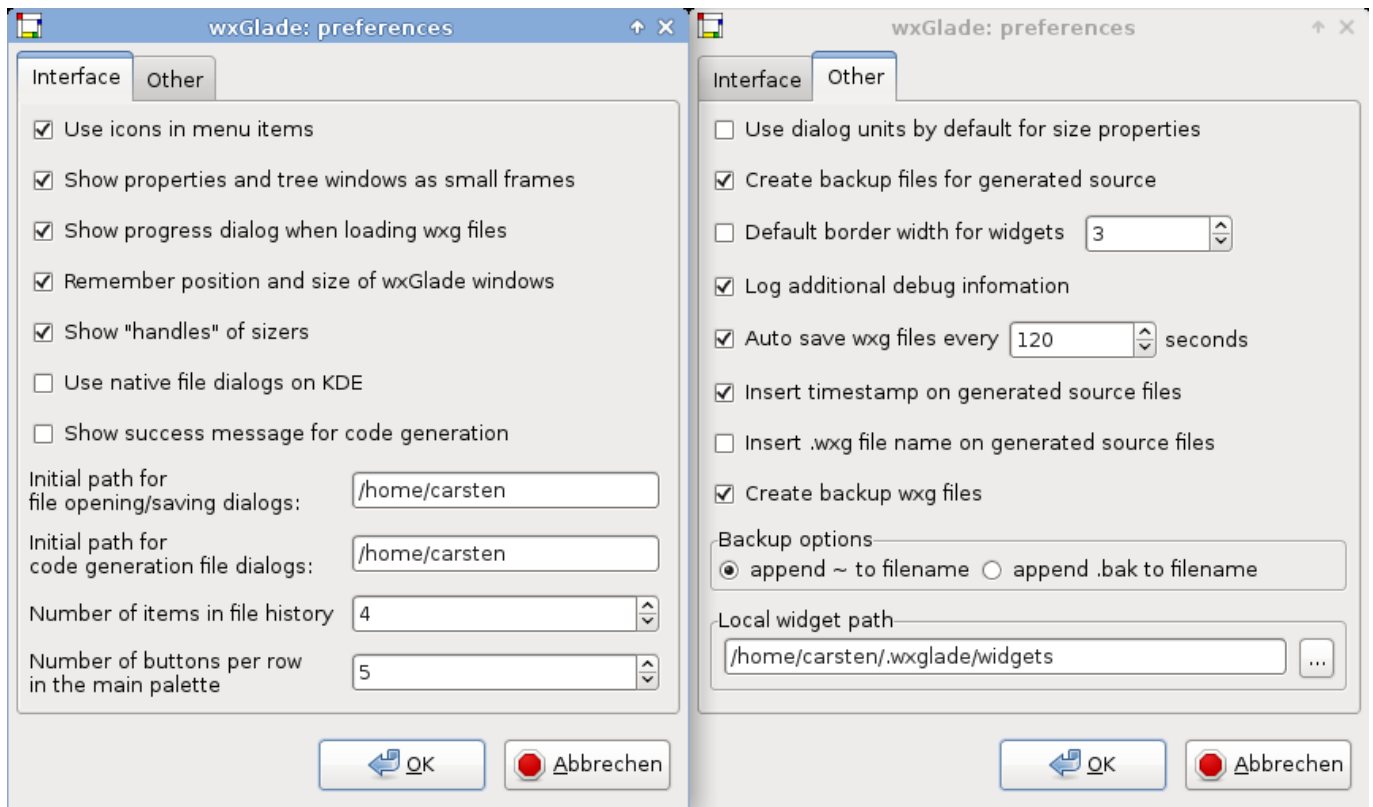 wxGlade: preferences
Interface
Other
Use icons in menu items
Show properties and tree windows as small frames
Show progress dialog when loading wxg files
Remember position and size of wxGlade windows
Show "handles" of sizers
Use native file dialogs on KDE
Show success message for code generation
Initial path for
file opening/saving dialogs:
/home/carsten
Initial path for
code generation file dialogs:
/home/carsten
Number of items in file history
4
Number of buttons per row
in the main palette
5
OK
Abbrechen
wxGlade: preferences
Interface
Other
Use dialog units by default for size properties
Create backup files for generated source
Default border width for widgets 3
Log additional debug infomation
Auto save wxg files every 120 seconds
Insert timestamp on generated source files
Insert .wxg file name on generated source files
Create backup wxg files
Backup options
append ~ to filename append .bak to filename
Local widget path
/home/carsten/.wxglade/widgets ...
OK
Abbrechen